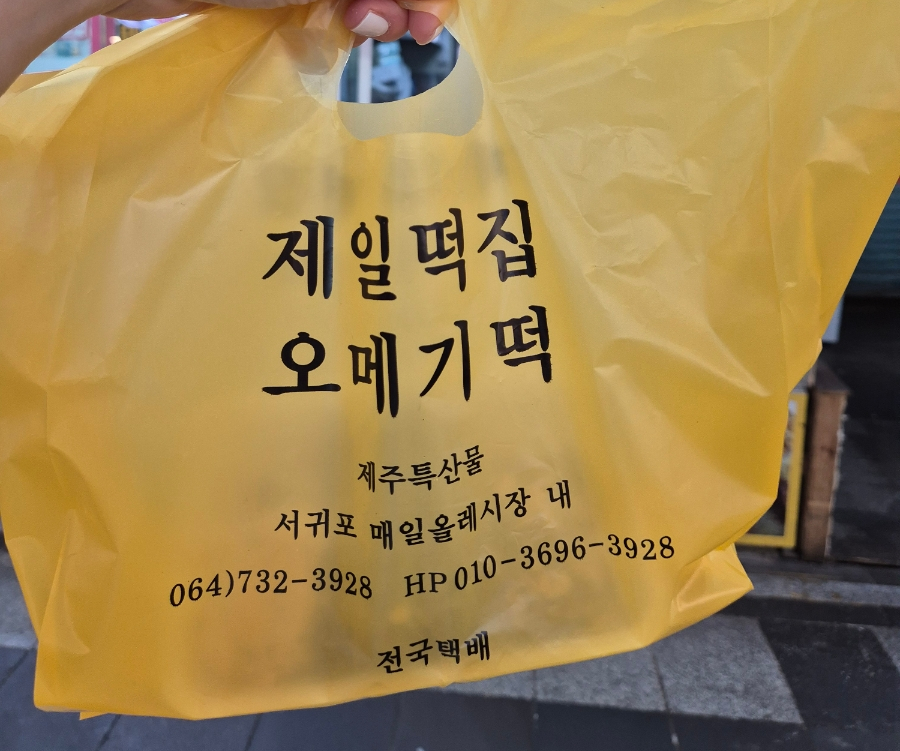 제일떡집
오메기떡
제주특산물
서귀포 매일올레시장 내
064)732-3928 HP 010-3696-3928
전국택배